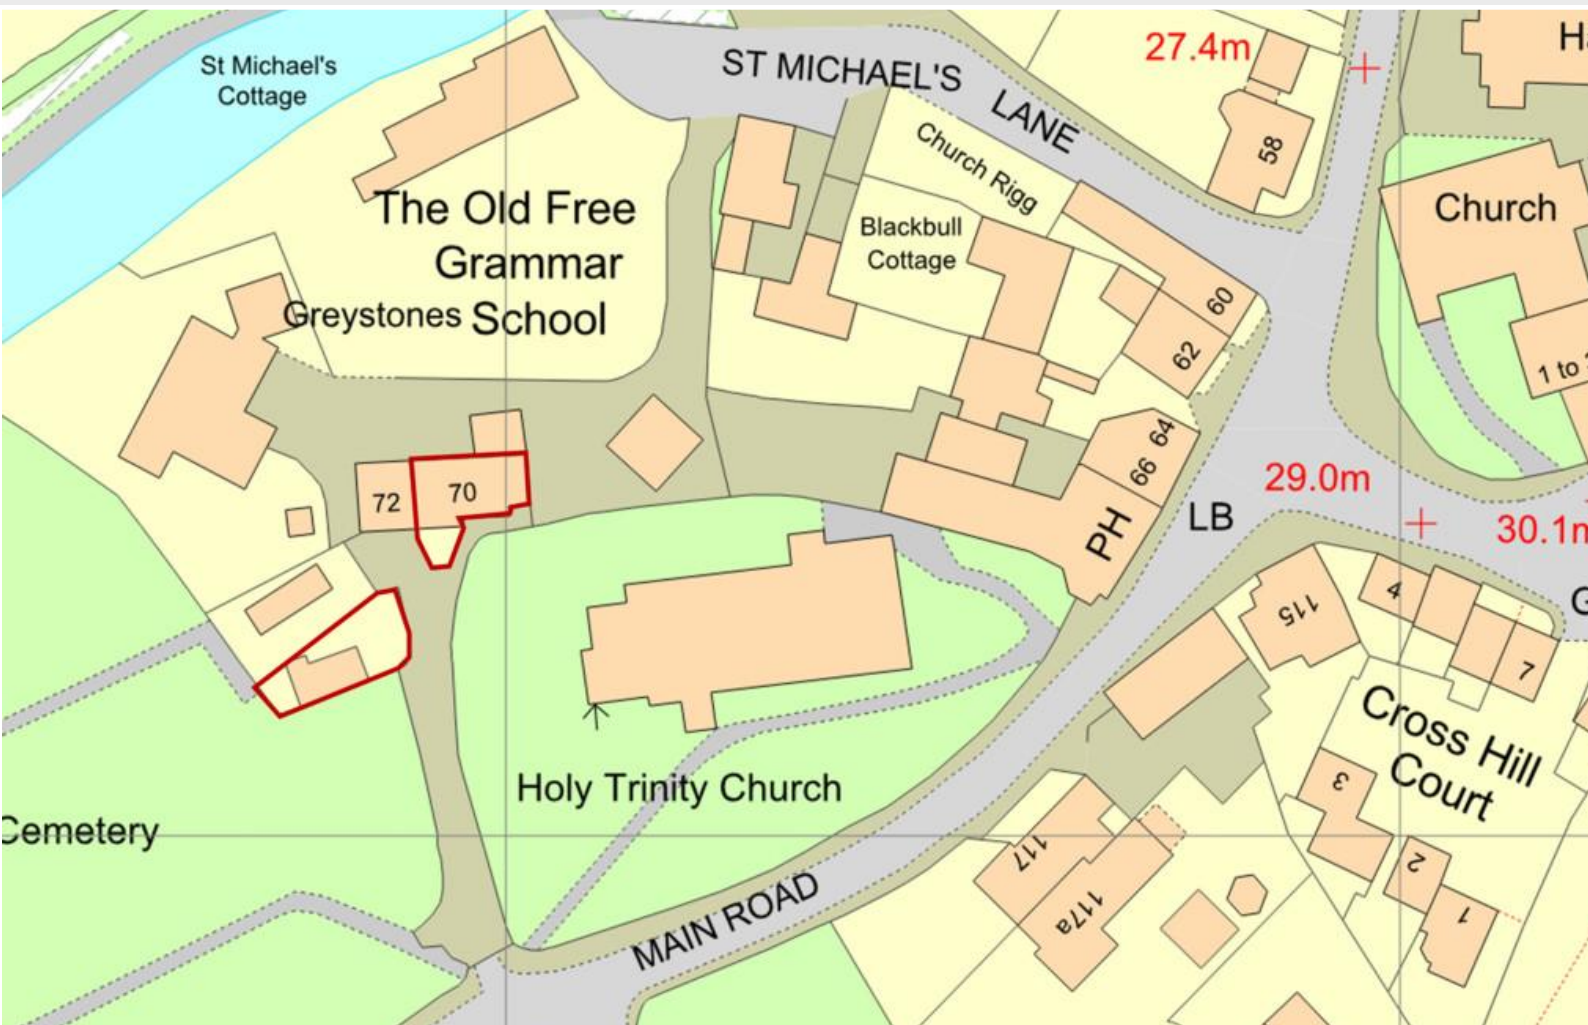 St Michael's
Cottage
ST MICHAEL'S LANE
27.4m
58
Church Rigg
Church
Blackbull
Cottage
The Old Free
Grammar
School
Greystones
60
62
1 to
64
66
72
70
PH
LB
29.0m
30.1m
115
4
7
Cross Hill
Court
3
2
1
Holy Trinity Church
Cemetery
117
117a
MAIN ROAD